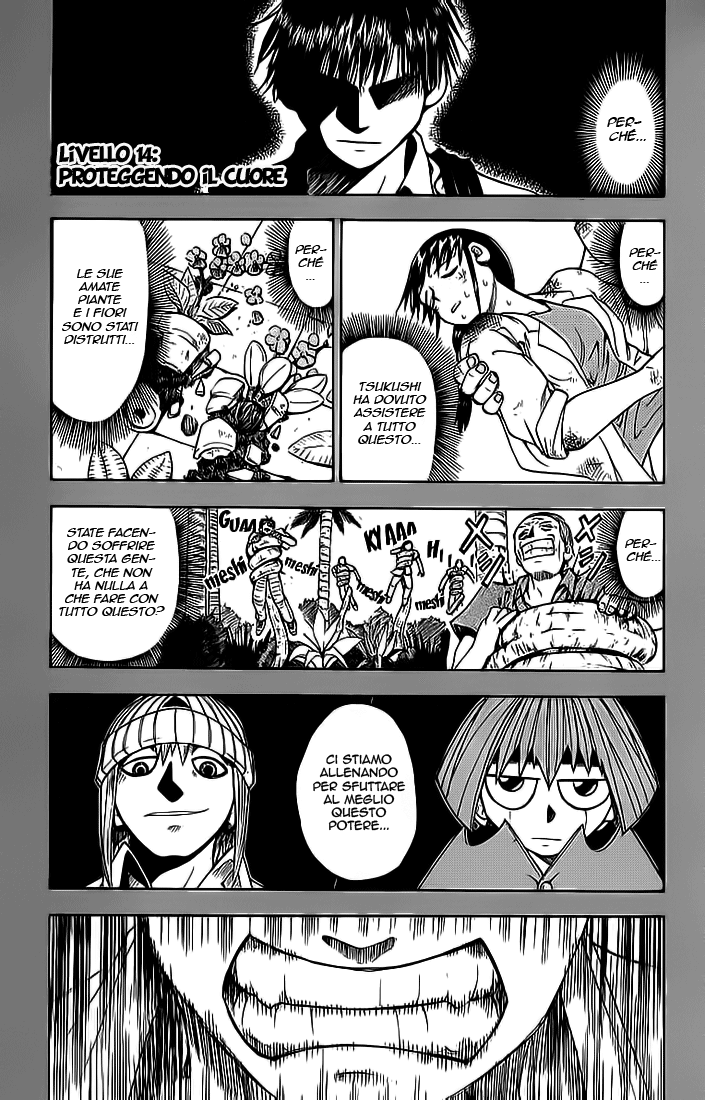 PER-
CHÉ...
LIVELLO 14:
PROTEGGENDO IL CUORE
PER-
CHÉ
...
TSUKUSHI
HA DOVUTO
ASSISTERE
A TUTTO
QUESTO...
PER-
CHÉ
...
LE SUE
AMATE
PIANTE
E I FIORI
SONO STATI
DISTRUTTI...
PER-
CHÉ...
GUAAA
KYAAA
HI
MESHI
MESHI
MESHI
MESHI
STATE FACEN-
DO SOFFRIRE
QUESTA GEN-
TE, CHE NON
HA NULLA A
CHE FARE CON
TUTTO QUESTO?
CI STIAMO
ALLENANDO
PER SFUTTARE
AL MEGLIO
QUESTO
POTERE...